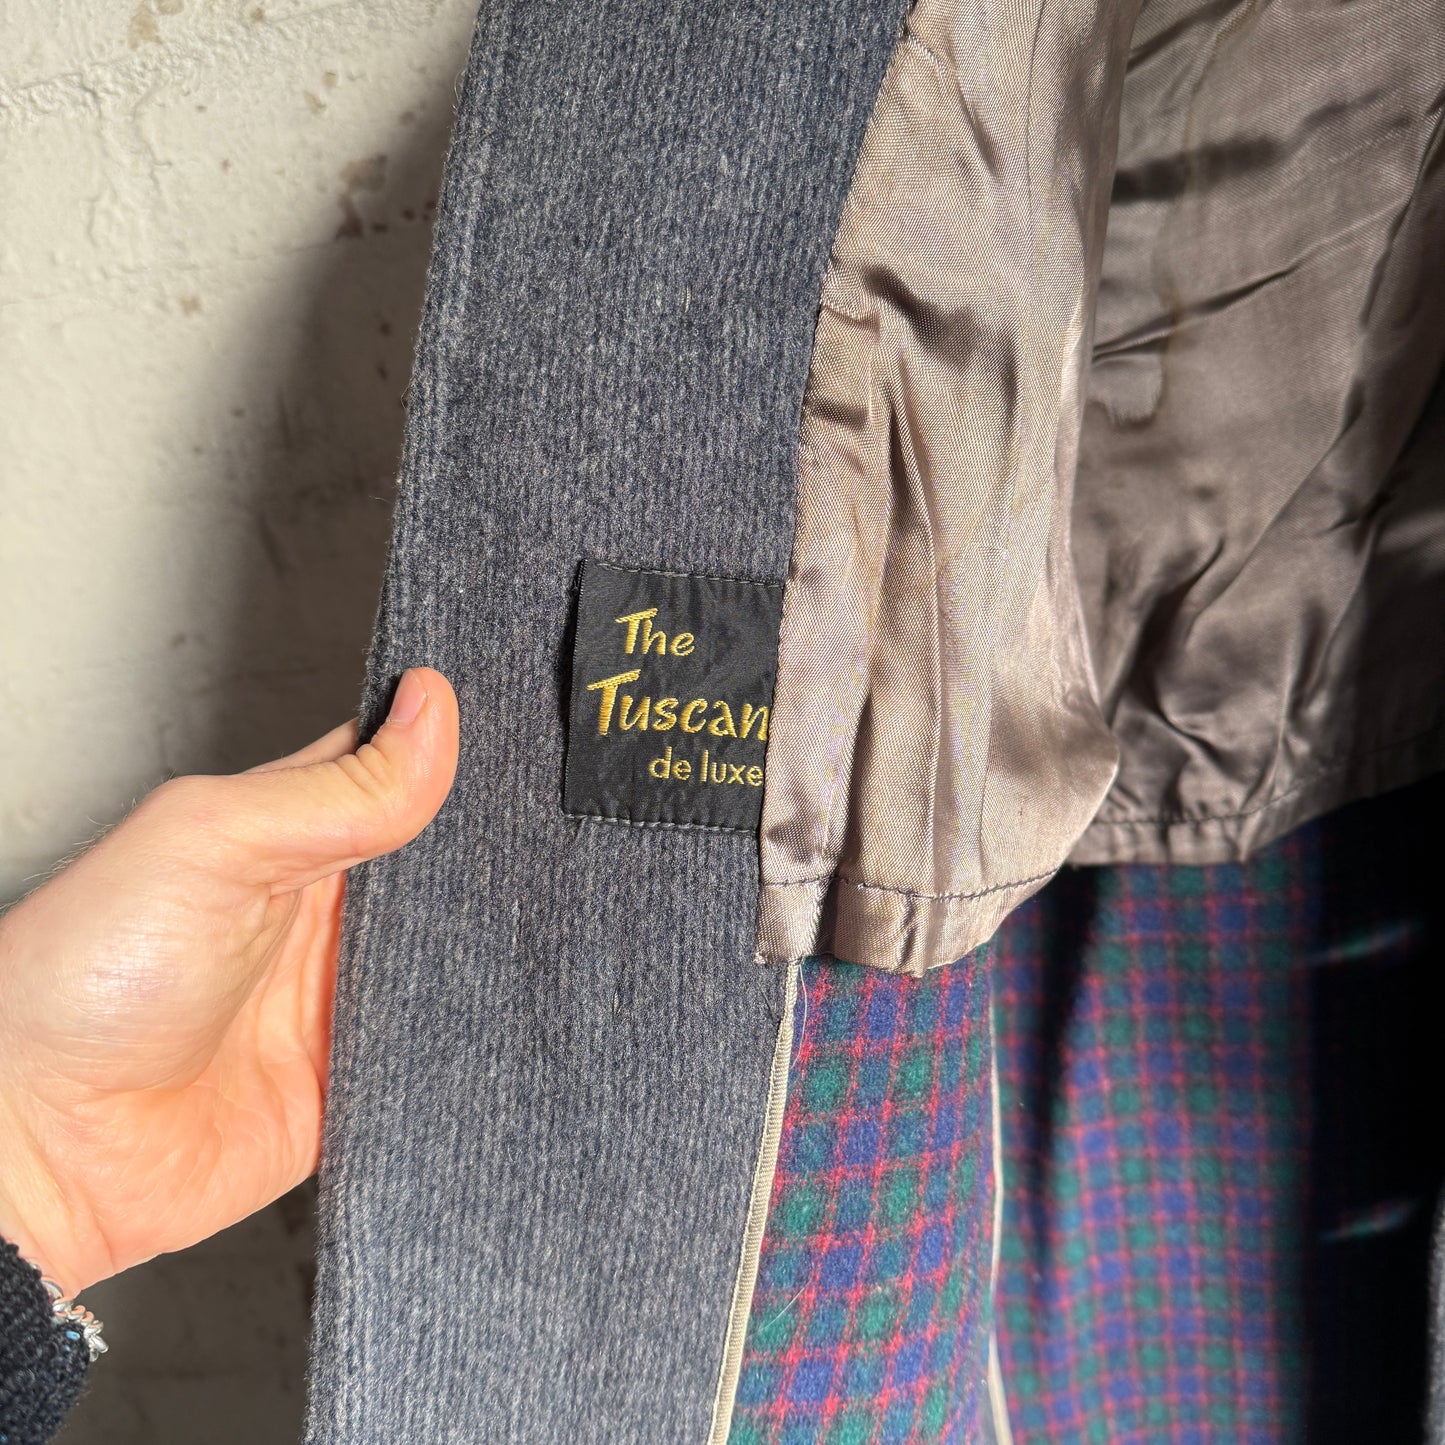 The
Tuscan
de luxe